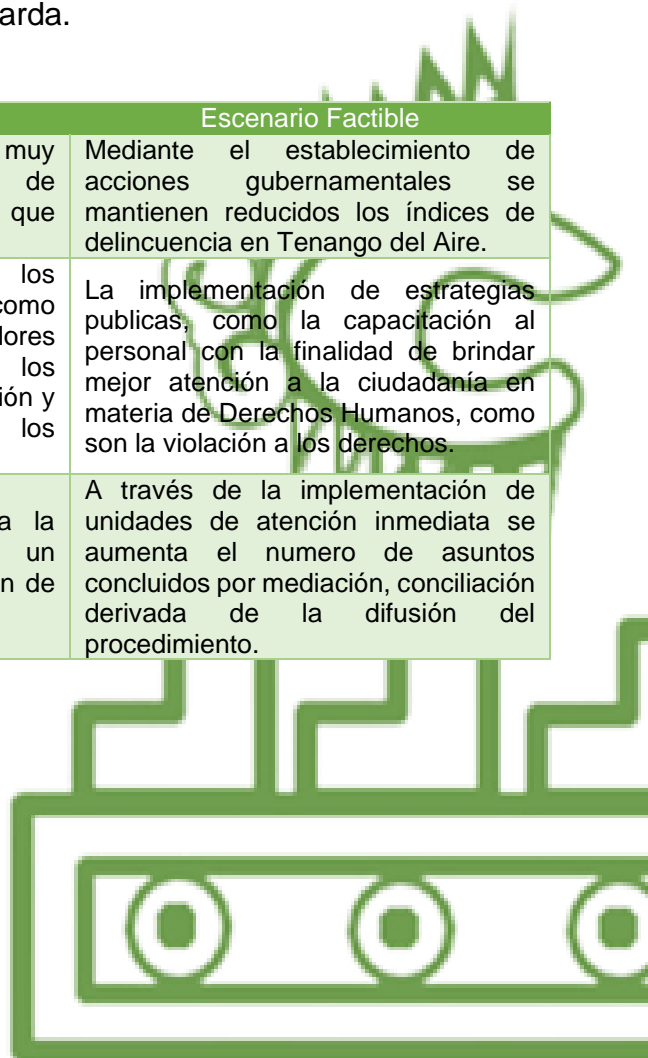 arda.
Escenario Factible
muy
de
que
Mediante el establecimiento de
acciones gubernamentales se
mantienen reducidos los índices de
delincuencia en Tenango del Aire.
los
como
lores
los
ión y
los
La implementación de estrategias
publicas, como la capacitación al
personal con la finalidad de brindar
mejor atención a la ciudadanía en
materia de Derechos Humanos, como
son la violación a los derechos.
a la
un
n de
A través de la implementación de
unidades de atención inmediata se
aumenta el numero de asuntos
concluidos por mediación, conciliación
derivada de la difusión del
procedimiento.